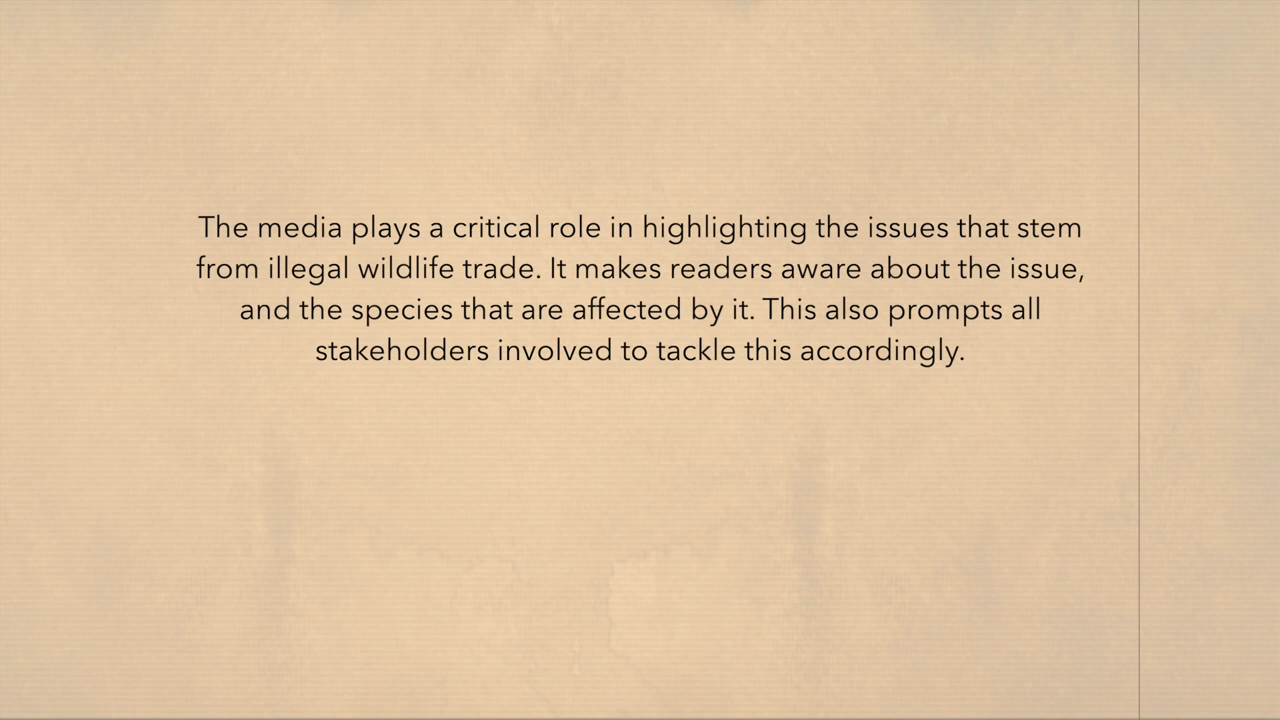 The media plays a critical role in highlighting the issues that stem
from illegal wildlife trade. It makes readers aware about the issue,
and the species that are affected by it. This also prompts all
stakeholders involved to tackle this accordingly.